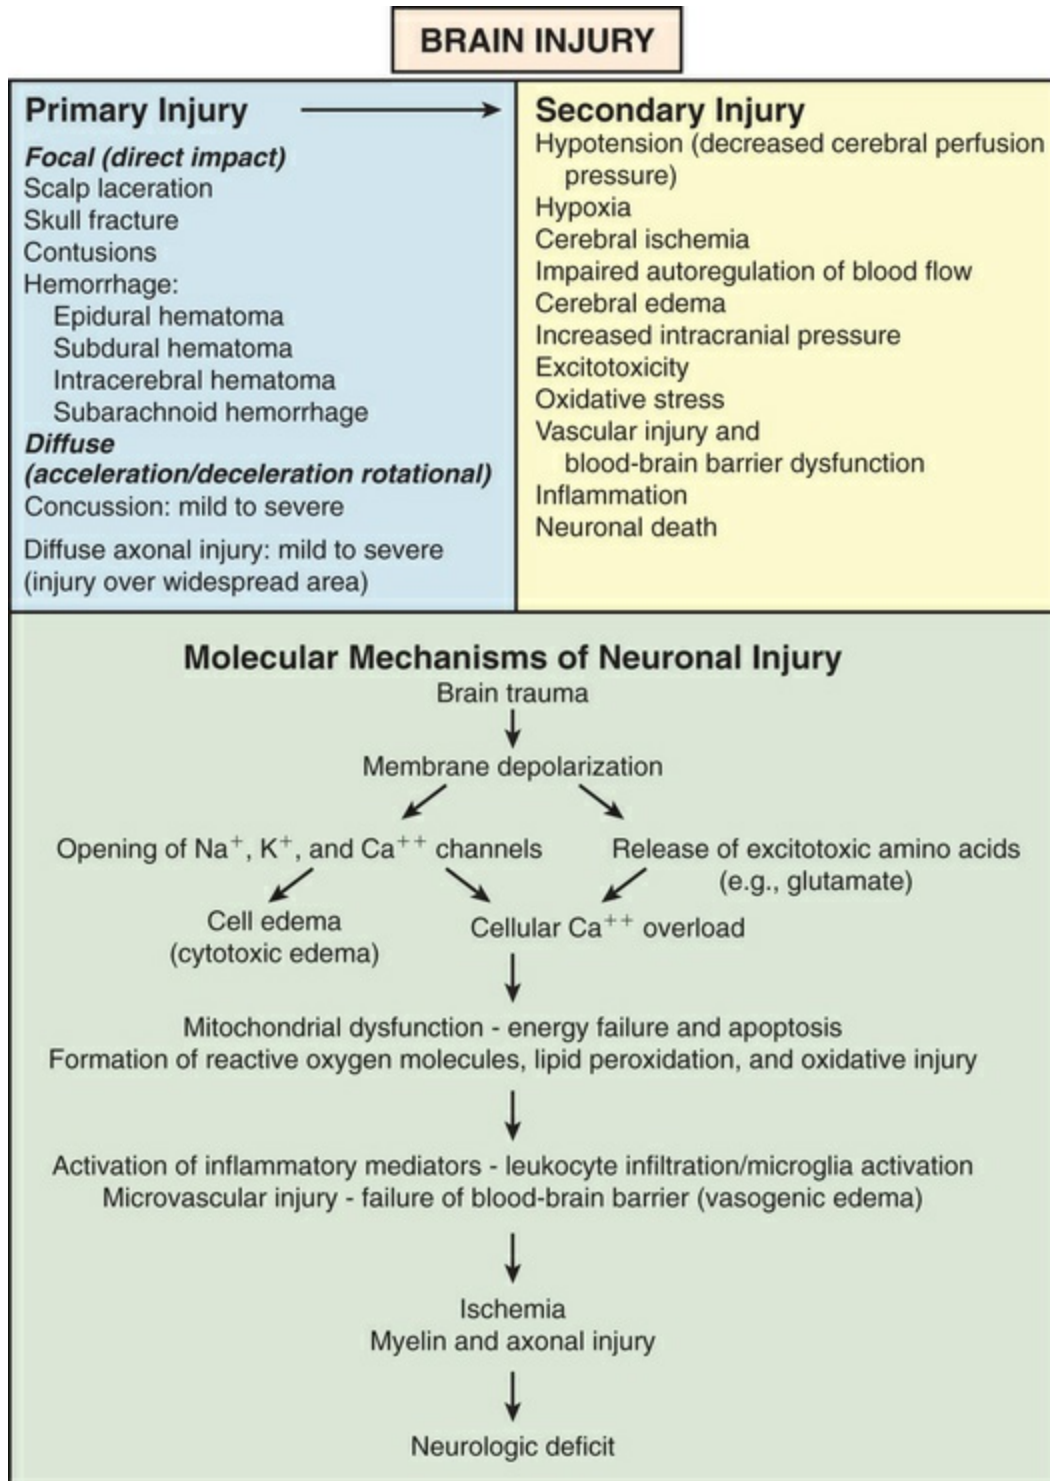 BRAIN INJURY
Primary Injury
Focal (direct impact)
Scalp laceration
Skull fracture
Contusions
Hemorrhage:
Epidural hematoma
Subdural hematoma
Intracerebral hematoma
Subarachnoid hemorrhage
Diffuse
(acceleration/deceleration rotational)
Concussion: mild to severe
Diffuse axonal injury: mild to severe
(injury over widespread area)
Secondary Injury
Hypotension (decreased cerebral perfusion
pressure)
Hypoxia
Cerebral ischemia
Impaired autoregulation of blood flow
Cerebral edema
Increased intracranial pressure
Excitotoxicity
Oxidative stress
Vascular injury and
blood-brain barrier dysfunction
Inflammation
Neuronal death
Molecular Mechanisms of Neuronal Injury
Brain trauma
Membrane depolarization
Opening of Na⁺, K⁺, and Ca⁺⁺ channels
Release of excitotoxic amino acids
(e.g., glutamate)
Cell edema
(cytotoxic edema)
Cellular Ca⁺⁺ overload
Mitochondrial dysfunction - energy failure and apoptosis
Formation of reactive oxygen molecules, lipid peroxidation, and oxidative injury
Activation of inflammatory mediators - leukocyte infiltration/microglia activation
Microvascular injury - failure of blood-brain barrier (vasogenic edema)
Ischemia
Myelin and axonal injury
Neurologic deficit